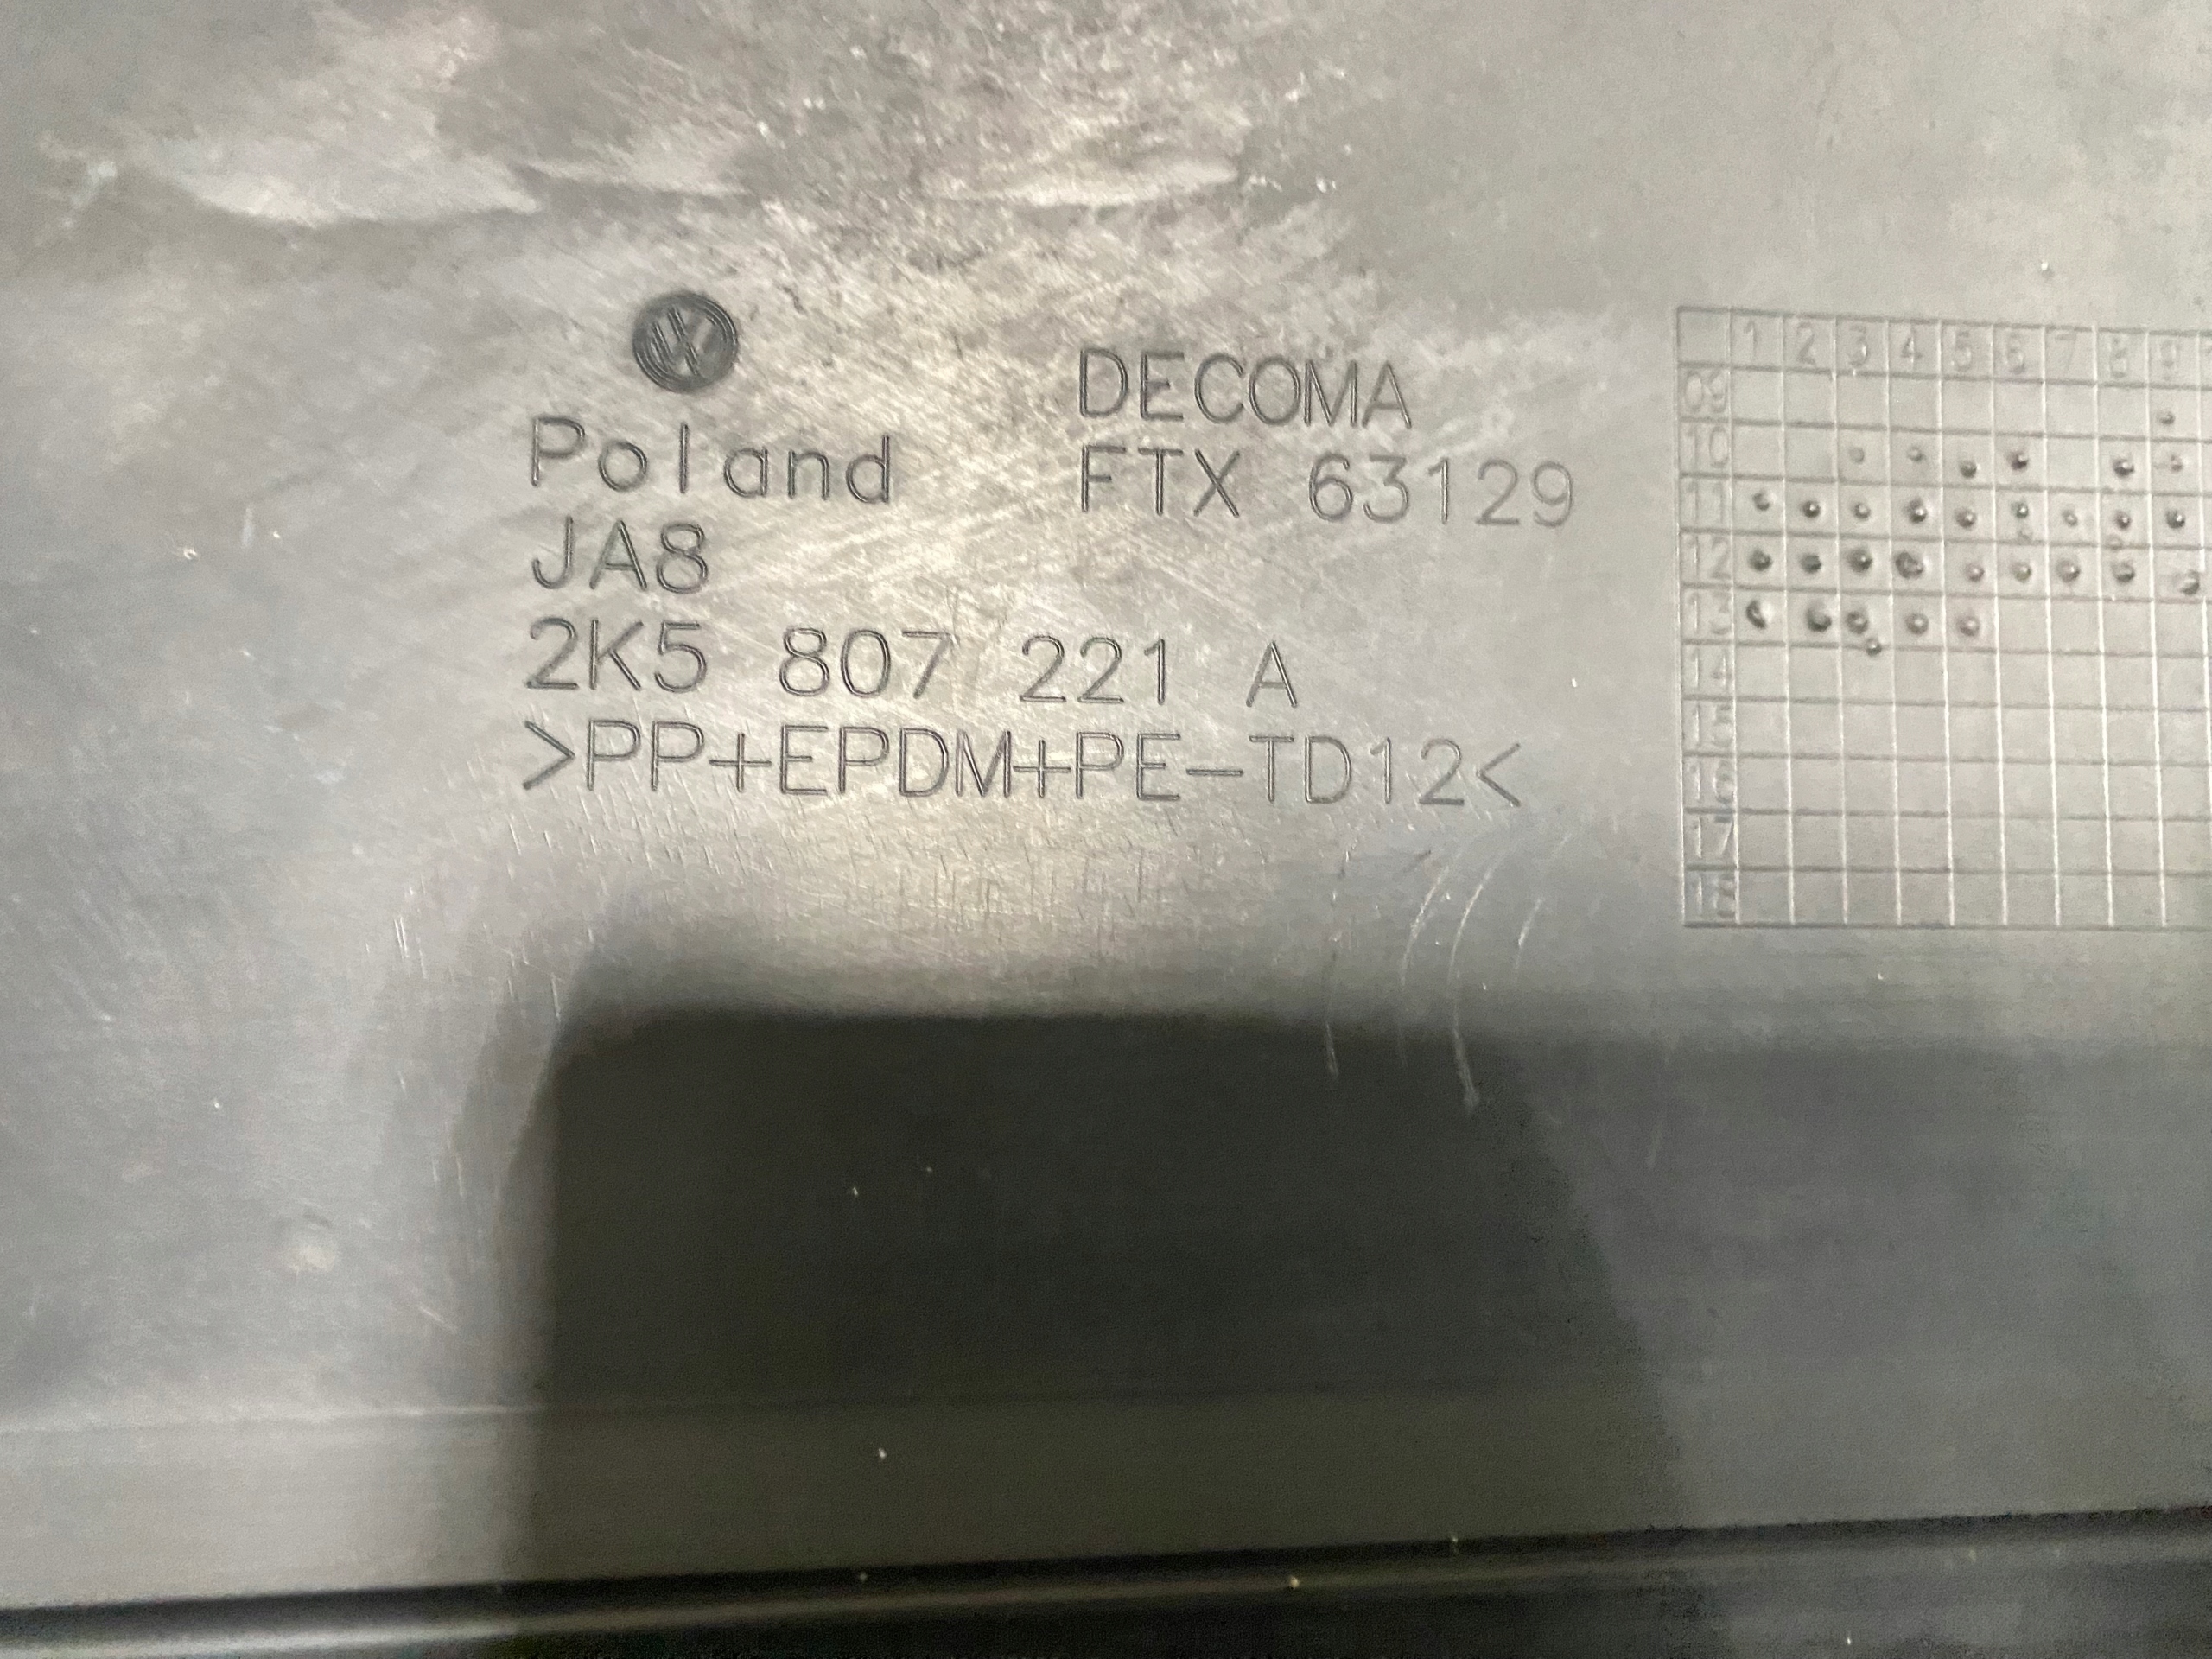 Poland
JA8
2K5 807 221 A
>PP+EPDM+PE-TD12<
DECOMA
FTX 63129
1 2 3 4 5 6 7 8 9
09
10
11
12
13
14
15
16
17
18